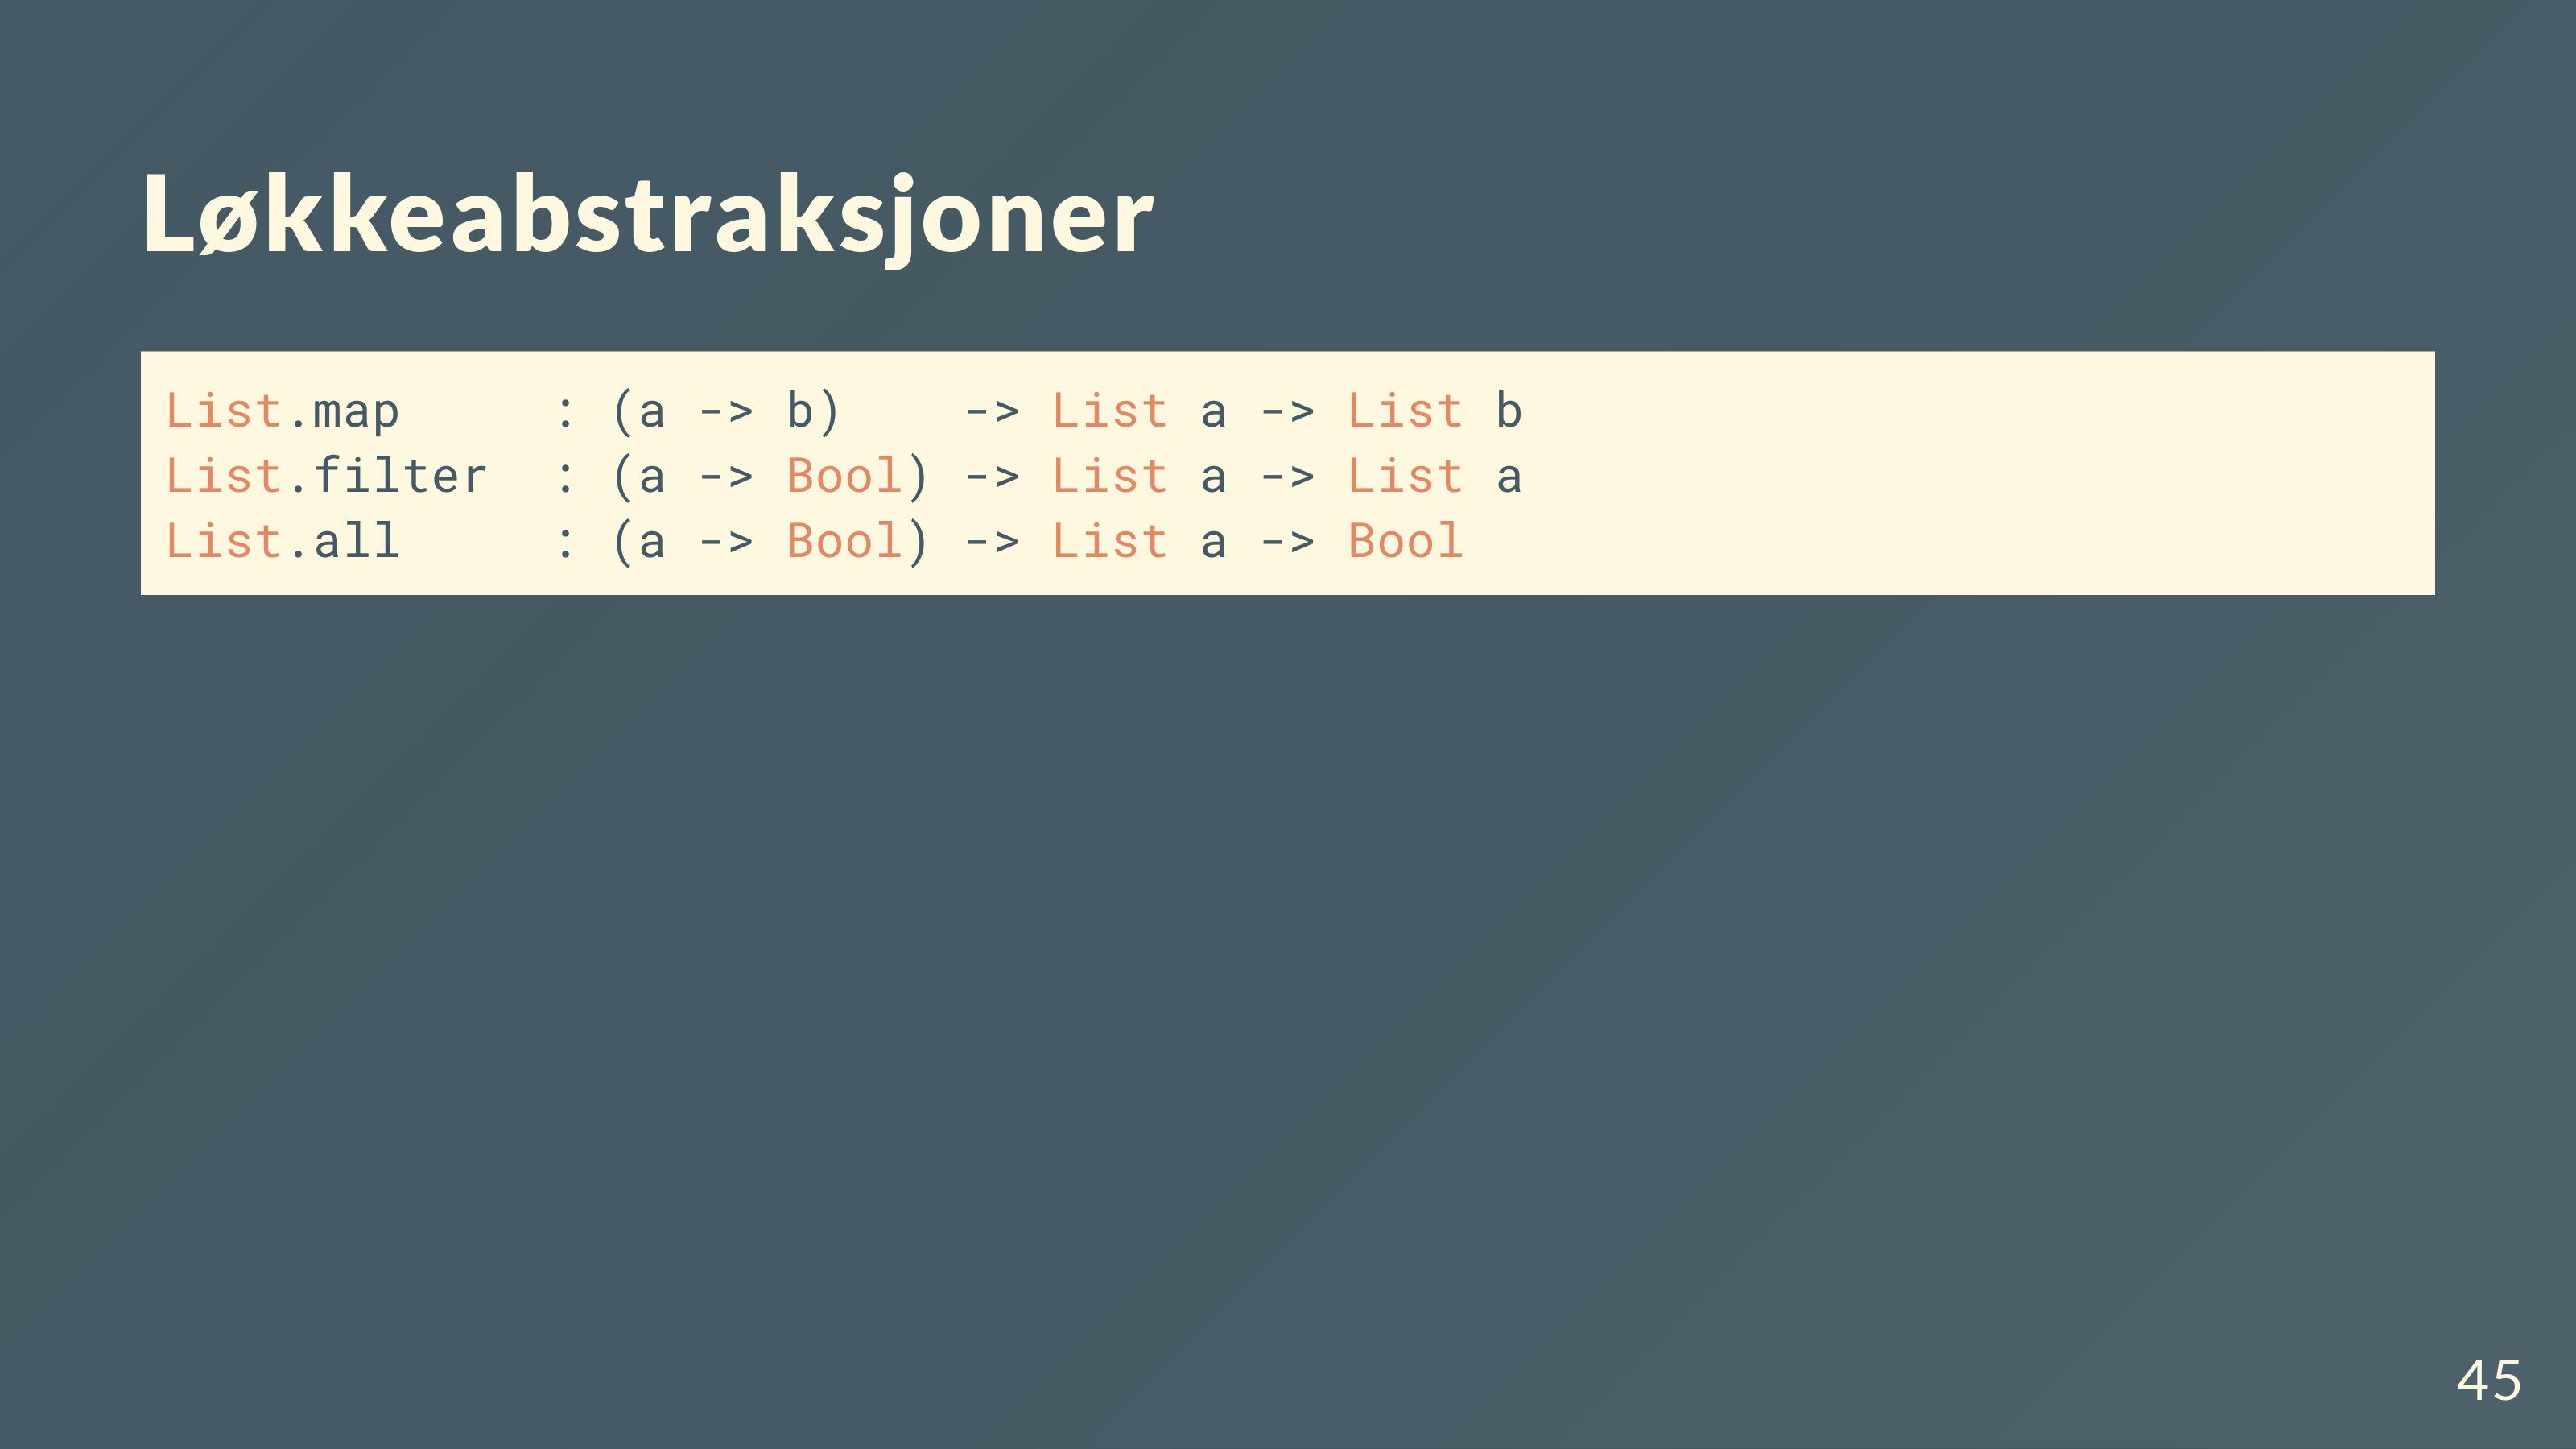 Løkkeabstraksjoner
List.map     : (a -> b)    -> List a -> List b
List.filter  : (a -> Bool) -> List a -> List a
List.all     : (a -> Bool) -> List a -> Bool
45